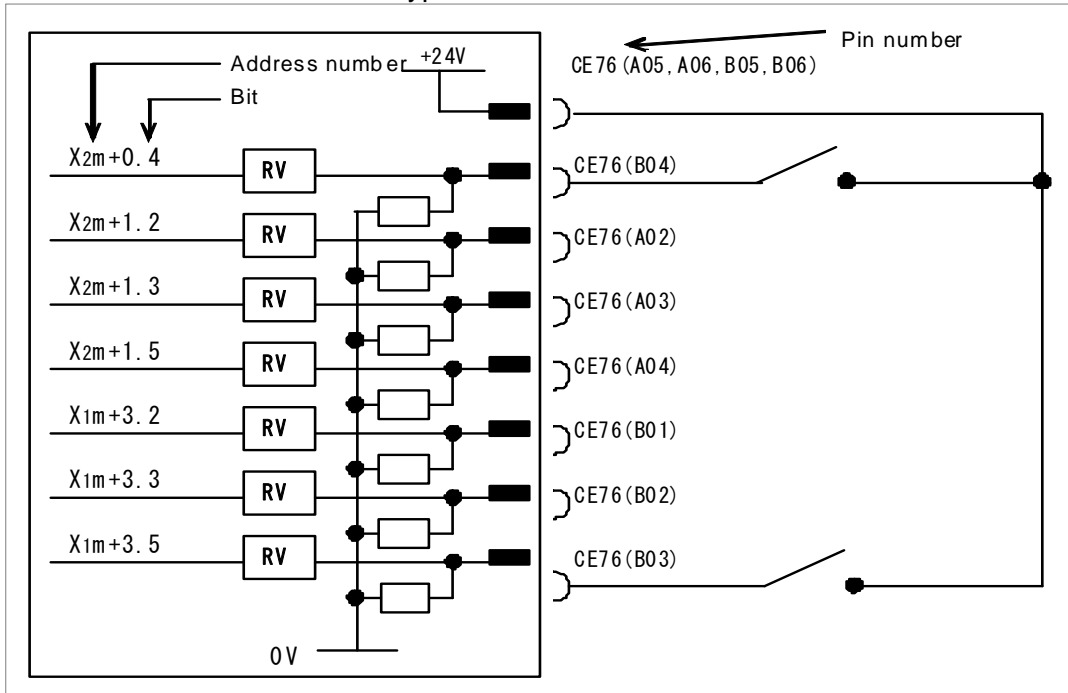 Address number
+24V
Pin number
CE76(A05,A06,B05,B06)
Bit
X2m+0.4
RV
CE76(B04)
X2m+1.2
RV
CE76(A02)
X2m+1.3
RV
CE76(A03)
X2m+1.5
RV
CE76(A04)
X1m+3.2
RV
CE76(B01)
X1m+3.3
RV
CE76(B02)
X1m+3.5
RV
CE76(B03)
0V